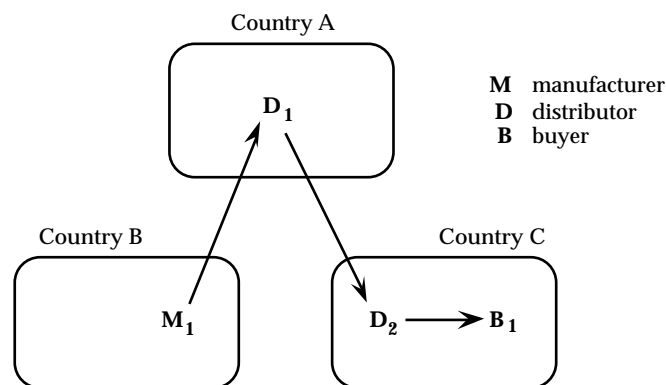 Country A
M manufacturer
D distributor
B buyer
D1
Country B
Country C
M1
D2
B1